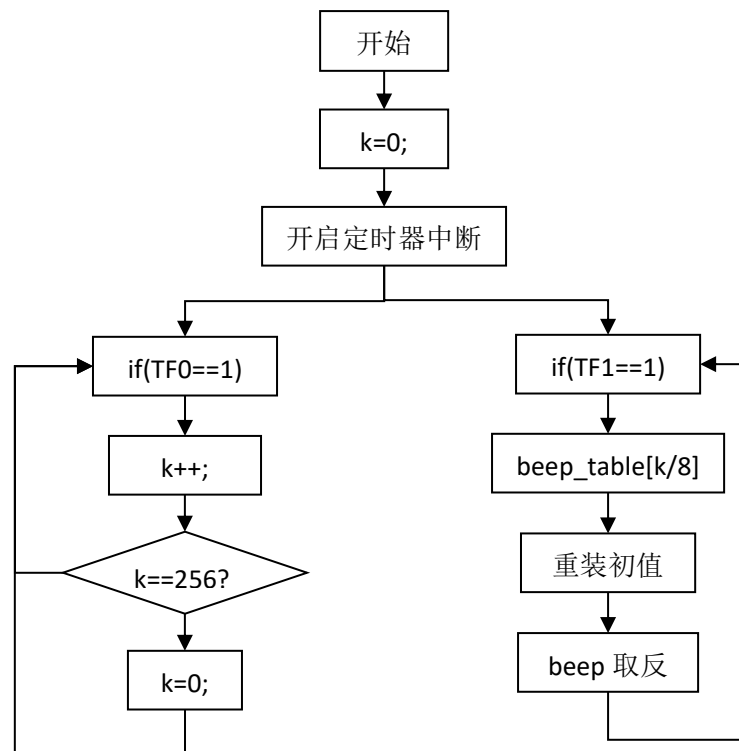 开始
k=0;
开启定时器中断
if(TF0==1)
k++;
k==256?
k=0;
if(TF1==1)
beep_table[k/8]
重装初值
beep 取反